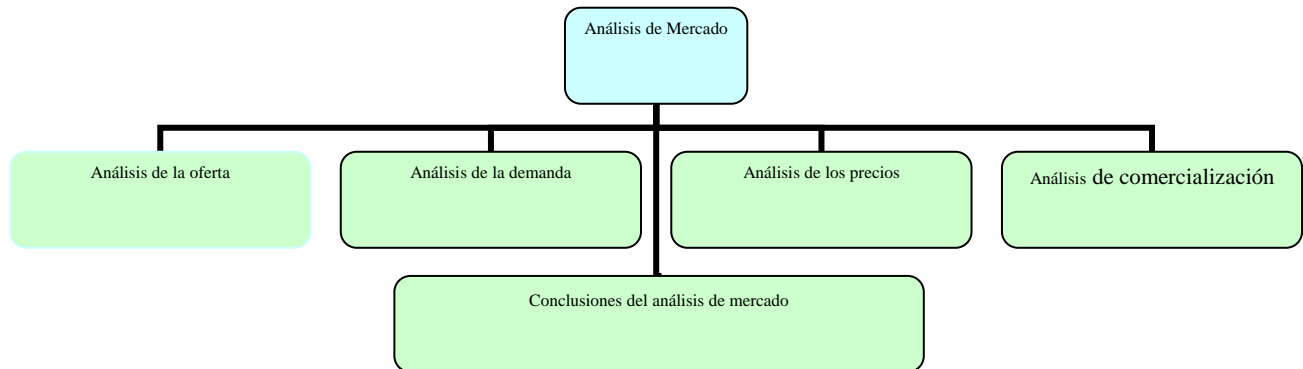 Análisis de Mercado
Análisis de la oferta
Análisis de la demanda
Análisis de los precios
Análisis de comercialización
Conclusiones del análisis de mercado